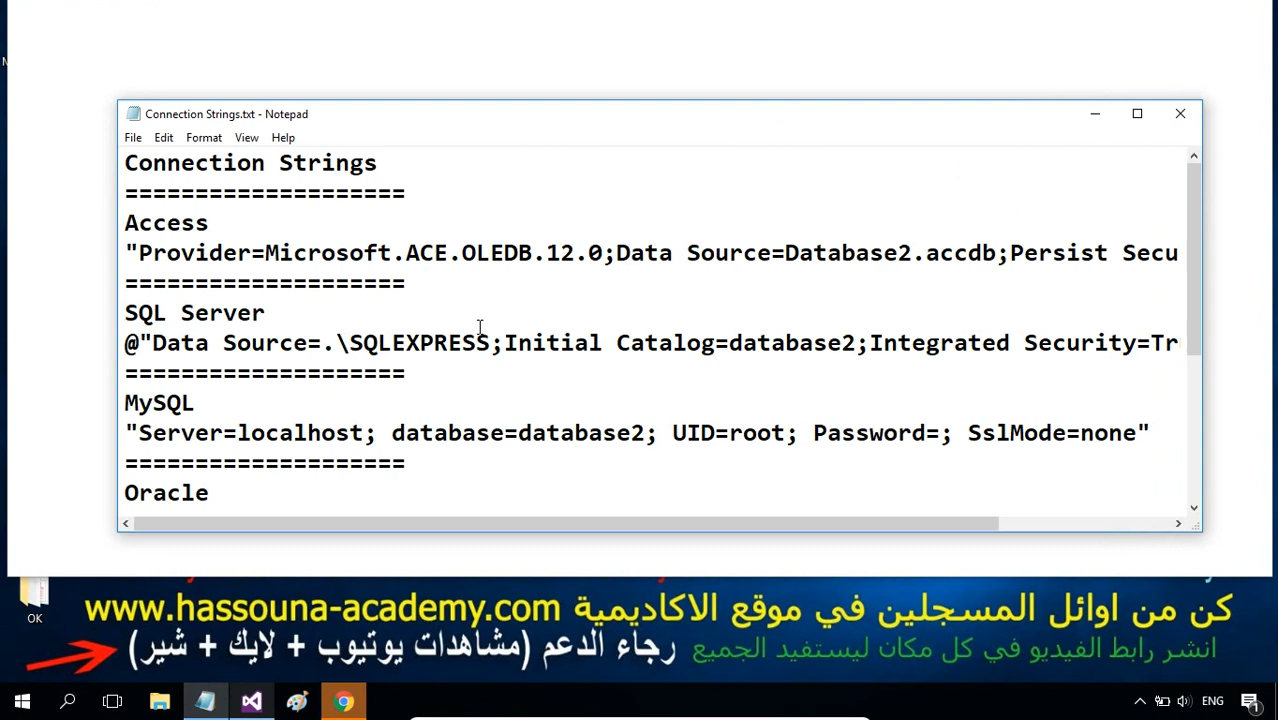 Connection Strings.txt - Notepad
File Edit Format View Help
Connection Strings
====================
Access
"Provider=Microsoft.ACE.OLEDB.12.0;Data Source=Database2.accdb;Persist Secu
====================
SQL Server
@"Data Source=.\SQLEXPRESS;Initial Catalog=database2;Integrated Security=Tr
====================
MySQL
"Server=localhost; database=database2; UID=root; Password=; SslMode=none"
====================
Oracle
OK
كن من اوائل المسجلين في موقع الاكاديمية www.hassouna-academy.com
انشر رابط الفيديو في كل مكان ليستفيد الجميع رجاء الدعم (مشاهدات يوتيوب + لايك + شير)
ENG
1